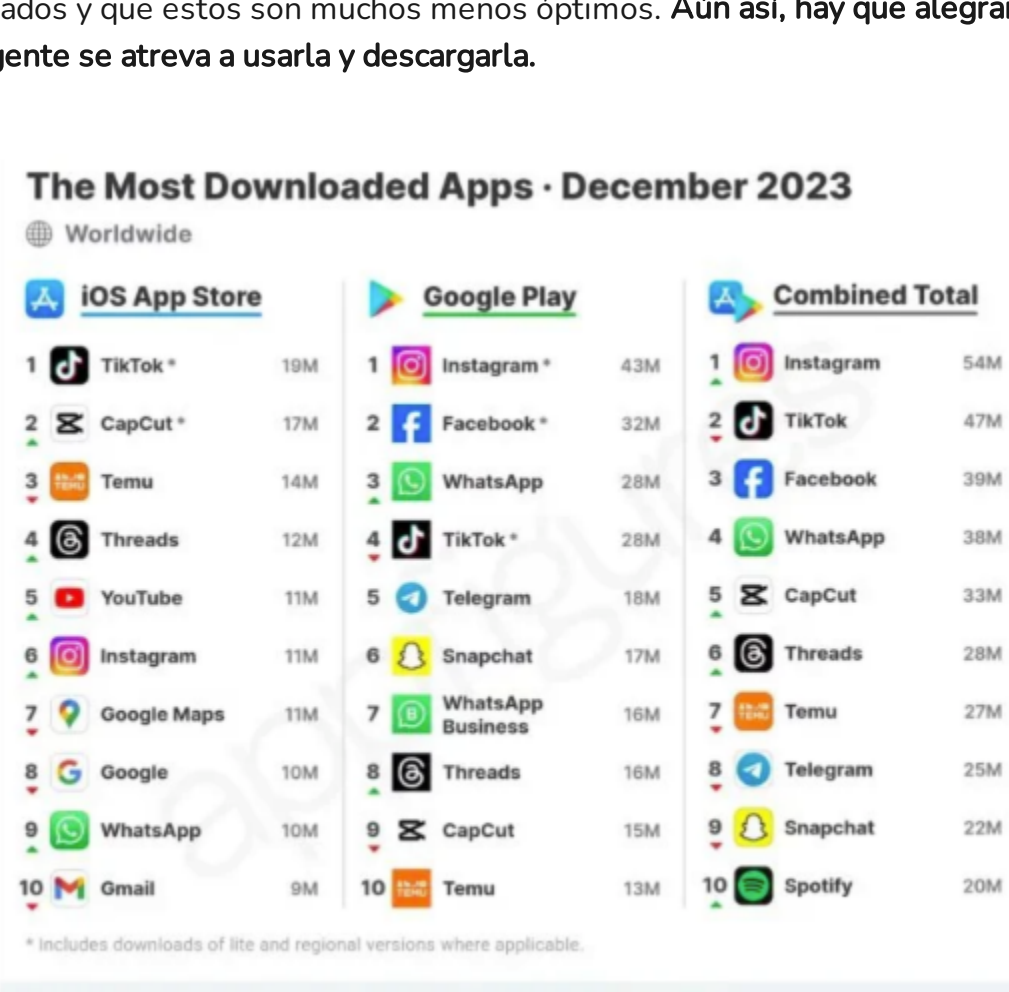 ados y que estos son muchos menos óptimos. Aún así, hay que alegrar
gente se atreva a usarla y descargarla.
The Most Downloaded Apps · December 2023
Worldwide
iOS App Store
1 TikTok * 19M
2 CapCut * 17M
3 Temu 14M
4 Threads 12M
5 YouTube 11M
6 Instagram 11M
7 Google Maps 11M
8 Google 10M
9 WhatsApp 10M
10 Gmail 9M
Google Play
1 Instagram * 43M
2 Facebook * 32M
3 WhatsApp 28M
4 TikTok * 28M
5 Telegram 18M
6 Snapchat 17M
7 WhatsApp Business 16M
8 Threads 16M
9 CapCut 15M
10 Temu 13M
Combined Total
1 Instagram 54M
2 TikTok 47M
3 Facebook 39M
4 WhatsApp 38M
5 CapCut 33M
6 Threads 28M
7 Temu 27M
8 Telegram 25M
9 Snapchat 22M
10 Spotify 20M
* Includes downloads of lite and regional versions where applicable.
appfigures